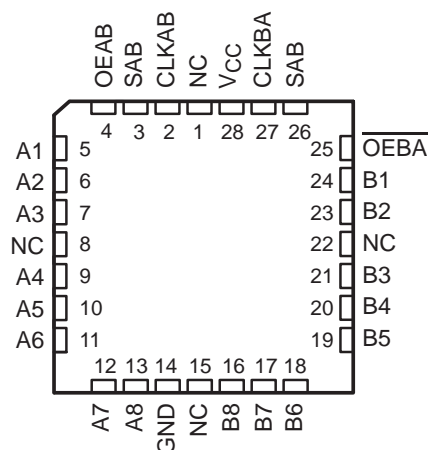 OEAB SAB CLKAB NC VCC CLKBA SAB
4 3 2 1 28 27 26
A1 5 25 OEBA
A2 6 24 B1
A3 7 23 B2
NC 8 22 NC
A4 9 21 B3
A5 10 20 B4
A6 11 19 B5
12 13 14 15 16 17 18
A7 A8 GND NC B8 B7 B6